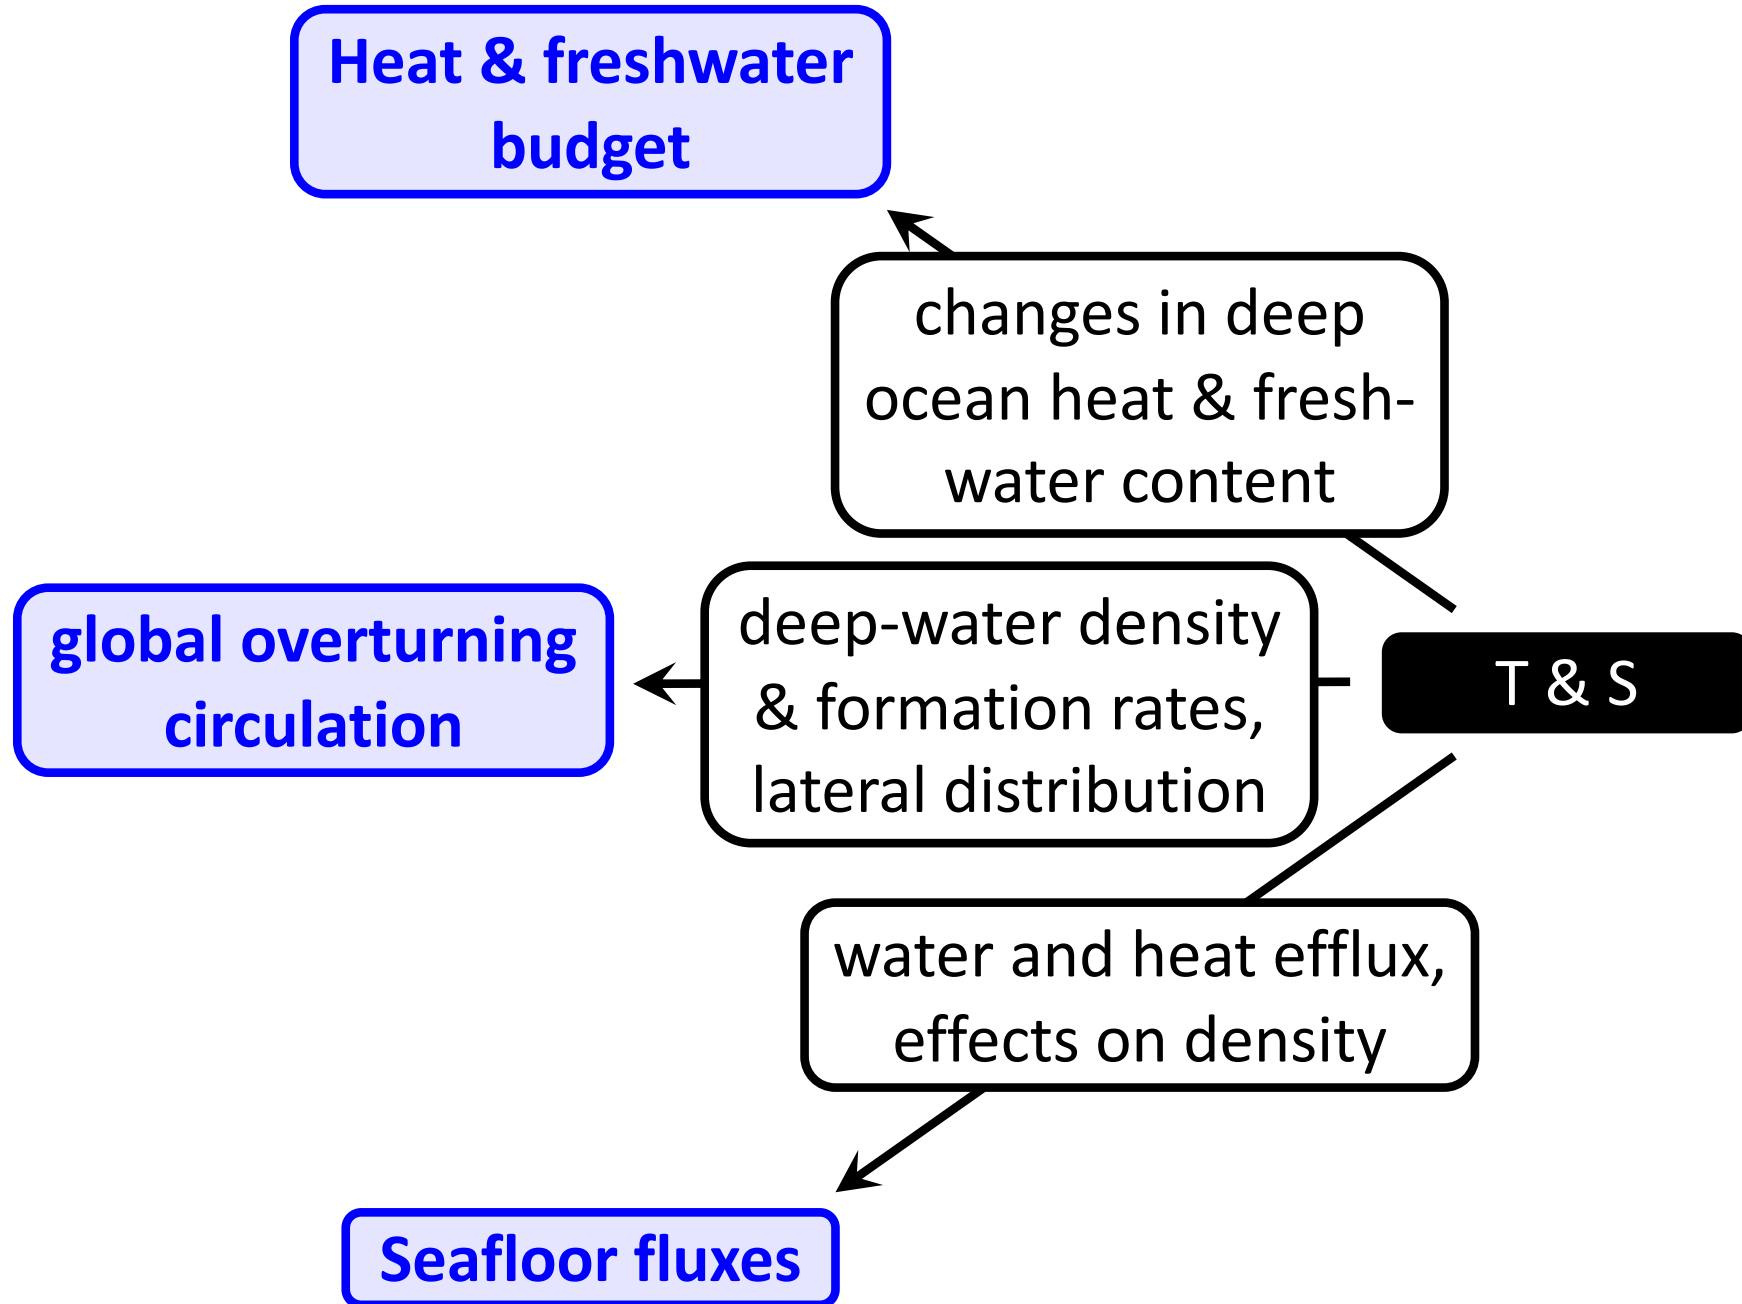 Heat & freshwater
budget
changes in deep
ocean heat & fresh-
water content
global overturning
circulation
deep-water density
& formation rates,
lateral distribution
T & S
water and heat efflux,
effects on density
Seafloor fluxes